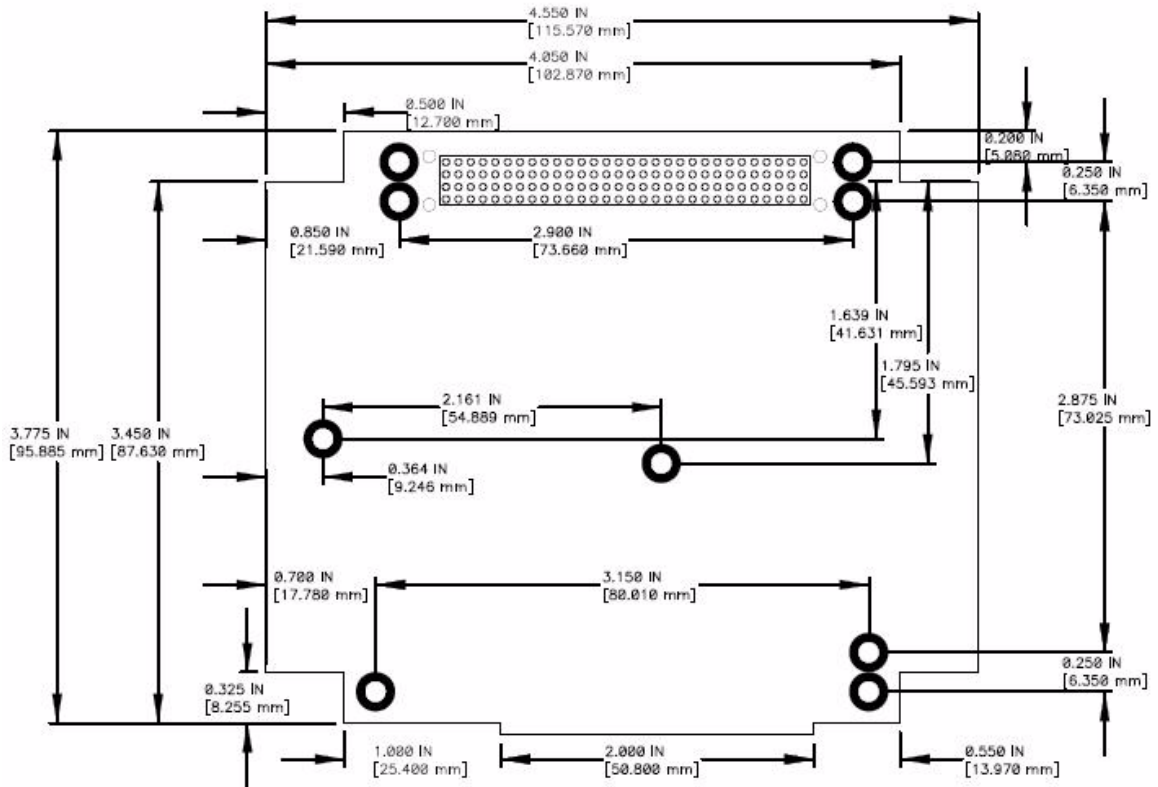 4.550 IN
[115.570 mm]
4.050 IN
[102.870 mm]
0.500 IN
[12.700 mm]
0.200 IN
[5.080 mm]
0.250 IN
[6.350 mm]
0.850 IN
[21.590 mm]
2.900 IN
[73.660 mm]
1.639 IN
[41.631 mm]
1.795 IN
[45.593 mm]
2.161 IN
[54.889 mm]
2.875 IN
[73.025 mm]
3.775 IN
[95.885 mm]
3.450 IN
[87.630 mm]
0.364 IN
[9.246 mm]
0.700 IN
[17.780 mm]
3.150 IN
[80.010 mm]
0.250 IN
[6.350 mm]
0.325 IN
[8.255 mm]
1.000 IN
[25.400 mm]
2.000 IN
[50.800 mm]
0.550 IN
[13.970 mm]